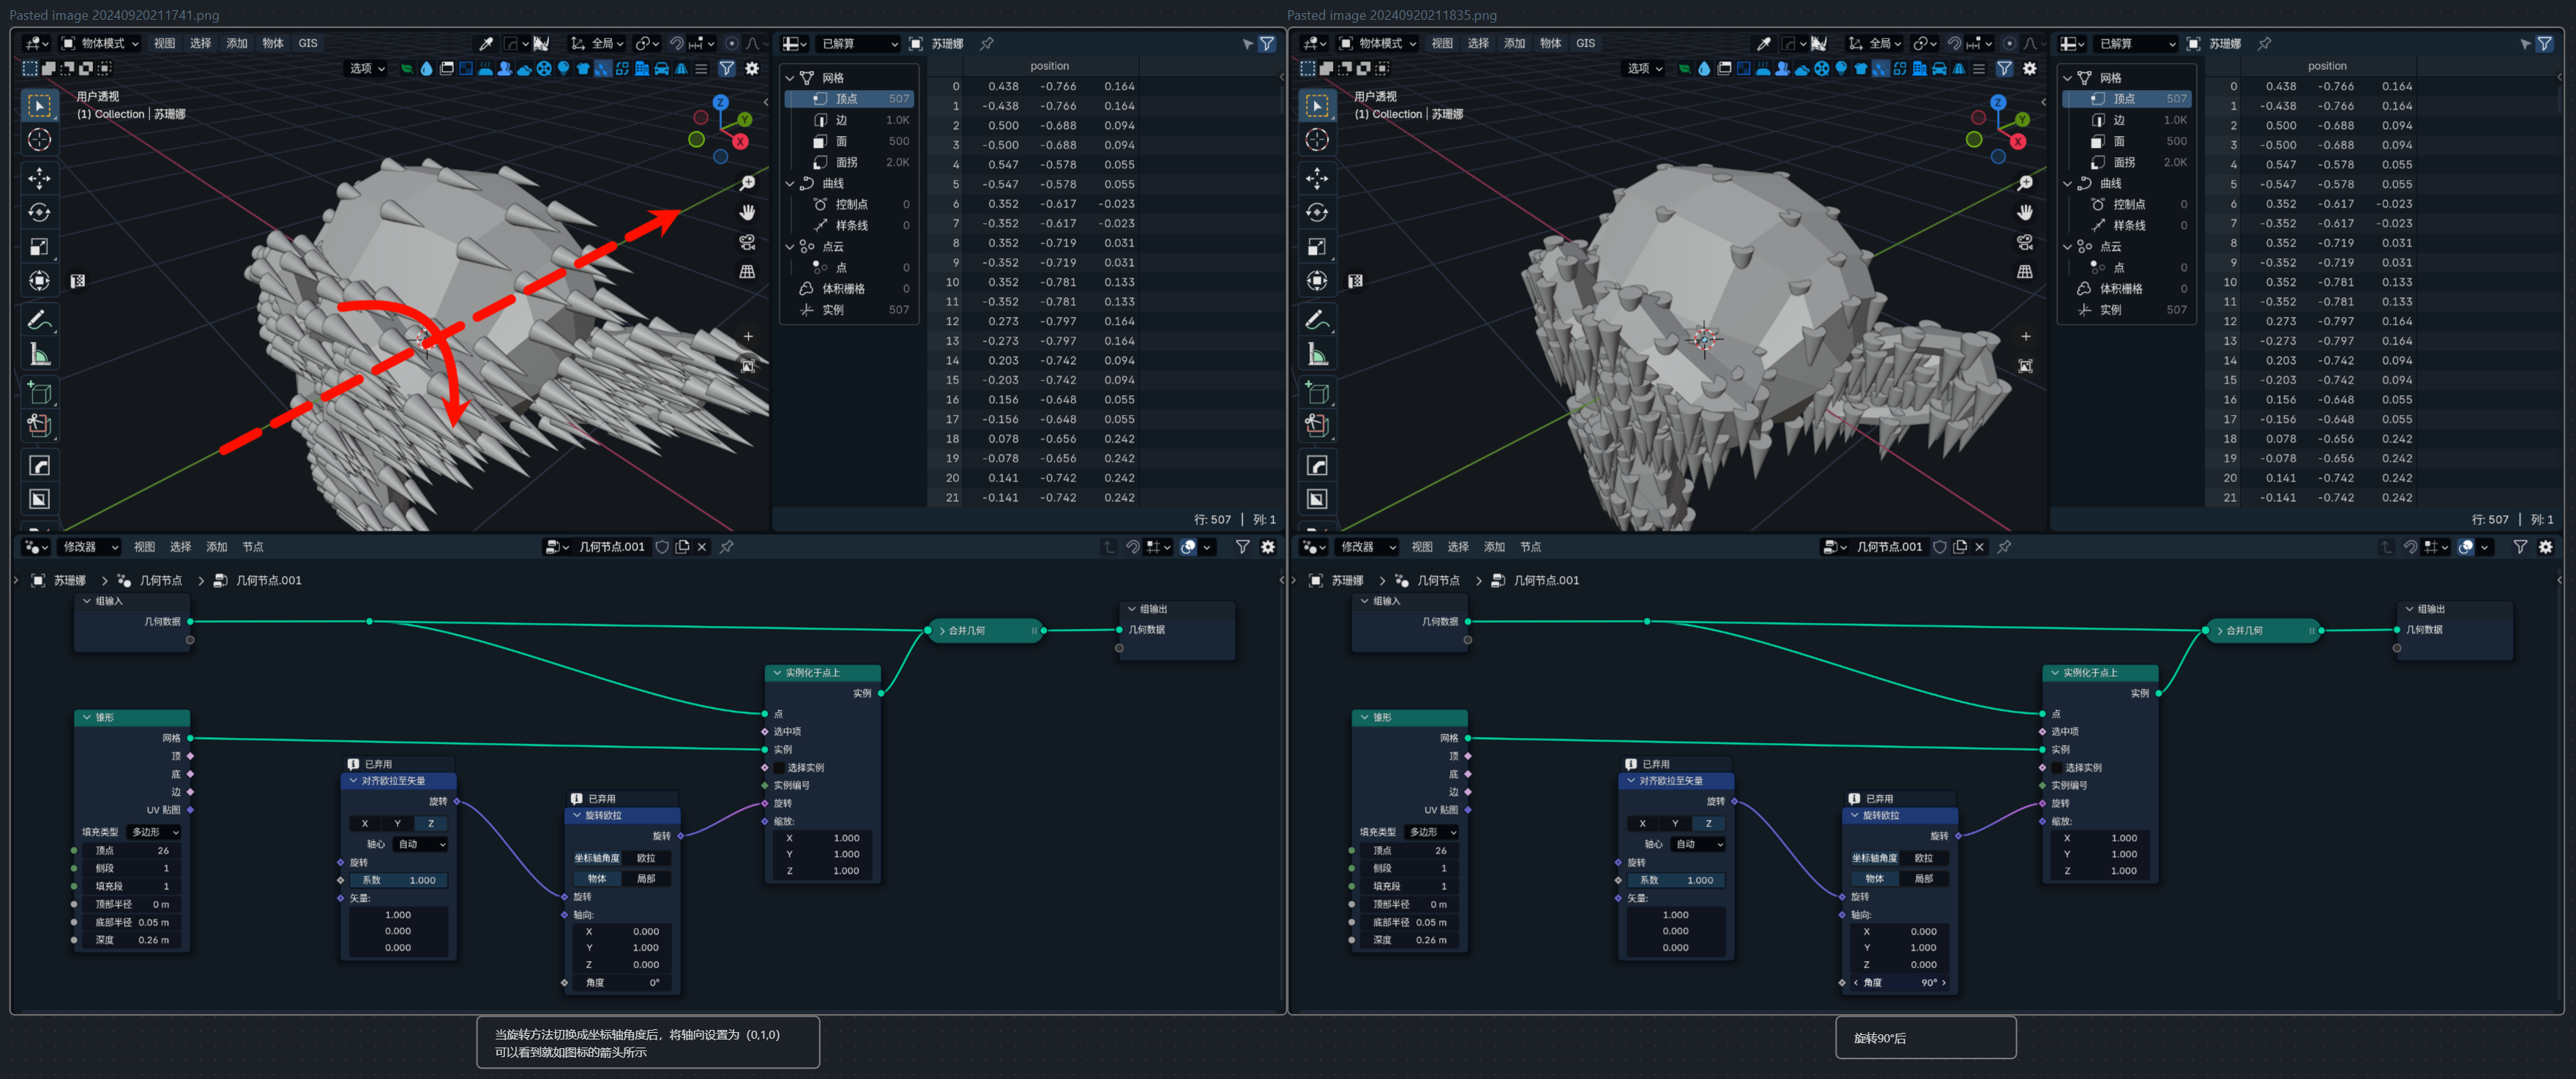 Pasted image 20240920211741.png
物体模式 视图 选择 添加 物体 GIS 全局
选项
用户透视
(1) Collection | 苏珊娜
Z
Y
X
已解算 苏珊娜
网格
顶点 507
边 1.0K
面 500
面拐 2.0K
曲线
控制点 0
样条线 0
点云
点 0
体积栅格 0
实例 507
position
0 0.438 -0.766 0.164
1 -0.438 -0.766 0.164
2 0.500 -0.688 0.094
3 -0.500 -0.688 0.094
4 0.547 -0.578 0.055
5 -0.547 -0.578 0.055
6 0.352 -0.617 -0.023
7 -0.352 -0.617 -0.023
8 0.352 -0.719 0.031
9 -0.352 -0.719 0.031
10 0.352 -0.781 0.133
11 -0.352 -0.781 0.133
12 0.273 -0.797 0.164
13 -0.273 -0.797 0.164
14 0.203 -0.742 0.094
15 -0.203 -0.742 0.094
16 0.156 -0.648 0.055
17 -0.156 -0.648 0.055
18 0.078 -0.656 0.242
19 -0.078 -0.656 0.242
20 0.141 -0.742 0.242
21 -0.141 -0.742 0.242
行: 507 | 列: 1
修改器 视图 选择 添加 节点 几何节点.001
苏珊娜 > 几何节点 > 几何节点.001
组输入
几何数据
合并几何
组输出
几何数据
实例化于点上
实例
点
选中项
实例
选择实例
实例编号
旋转
缩放:
X 1.000
Y 1.000
Z 1.000
锥形
网格
顶
底
边
UV 贴图
填充类型 多边形
顶点 26
侧段 1
填充段 1
顶部半径 0 m
底部半径 0.05 m
深度 0.26 m
已弃用
对齐欧拉至矢量
旋转
X Y Z
轴心 自动
旋转
系数 1.000
矢量:
1.000
0.000
0.000
已弃用
旋转欧拉
旋转
坐标轴角度 欧拉
物体 局部
旋转
轴向:
X 0.000
Y 1.000
Z 0.000
角度 0°
当旋转方法切换成坐标轴角度后，将轴向设置为（0,1,0）
可以看到就如图标的箭头所示
Pasted image 20240920211835.png
物体模式 视图 选择 添加 物体 GIS 全局
选项
用户透视
(1) Collection | 苏珊娜
Z
Y
X
已解算 苏珊娜
网格
顶点 507
边 1.0K
面 500
面拐 2.0K
曲线
控制点 0
样条线 0
点云
点 0
体积栅格 0
实例 507
position
0 0.438 -0.766 0.164
1 -0.438 -0.766 0.164
2 0.500 -0.688 0.094
3 -0.500 -0.688 0.094
4 0.547 -0.578 0.055
5 -0.547 -0.578 0.055
6 0.352 -0.617 -0.023
7 -0.352 -0.617 -0.023
8 0.352 -0.719 0.031
9 -0.352 -0.719 0.031
10 0.352 -0.781 0.133
11 -0.352 -0.781 0.133
12 0.273 -0.797 0.164
13 -0.273 -0.797 0.164
14 0.203 -0.742 0.094
15 -0.203 -0.742 0.094
16 0.156 -0.648 0.055
17 -0.156 -0.648 0.055
18 0.078 -0.656 0.242
19 -0.078 -0.656 0.242
20 0.141 -0.742 0.242
21 -0.141 -0.742 0.242
行: 507 | 列: 1
修改器 视图 选择 添加 节点 几何节点.001
苏珊娜 > 几何节点 > 几何节点.001
组输入
几何数据
合并几何
组输出
几何数据
实例化于点上
实例
点
选中项
实例
选择实例
实例编号
旋转
缩放:
X 1.000
Y 1.000
Z 1.000
锥形
网格
顶
底
边
UV 贴图
填充类型 多边形
顶点 26
侧段 1
填充段 1
顶部半径 0 m
底部半径 0.05 m
深度 0.26 m
已弃用
对齐欧拉至矢量
旋转
X Y Z
轴心 自动
旋转
系数 1.000
矢量:
1.000
0.000
0.000
已弃用
旋转欧拉
旋转
坐标轴角度 欧拉
物体 局部
旋转
轴向:
X 0.000
Y 1.000
Z 0.000
角度 90°
旋转90°后